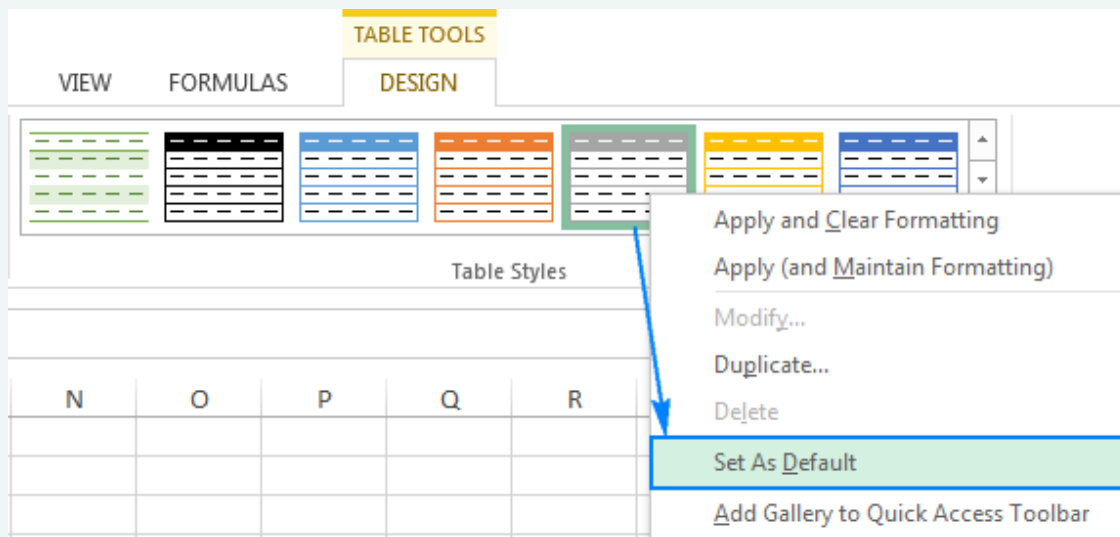 TABLE TOOLS
VIEW FORMULAS DESIGN
Table Styles
Apply and Clear Formatting
Apply (and Maintain Formatting)
Modify...
Duplicate...
Delete
Set As Default
Add Gallery to Quick Access Toolbar
N O P Q R